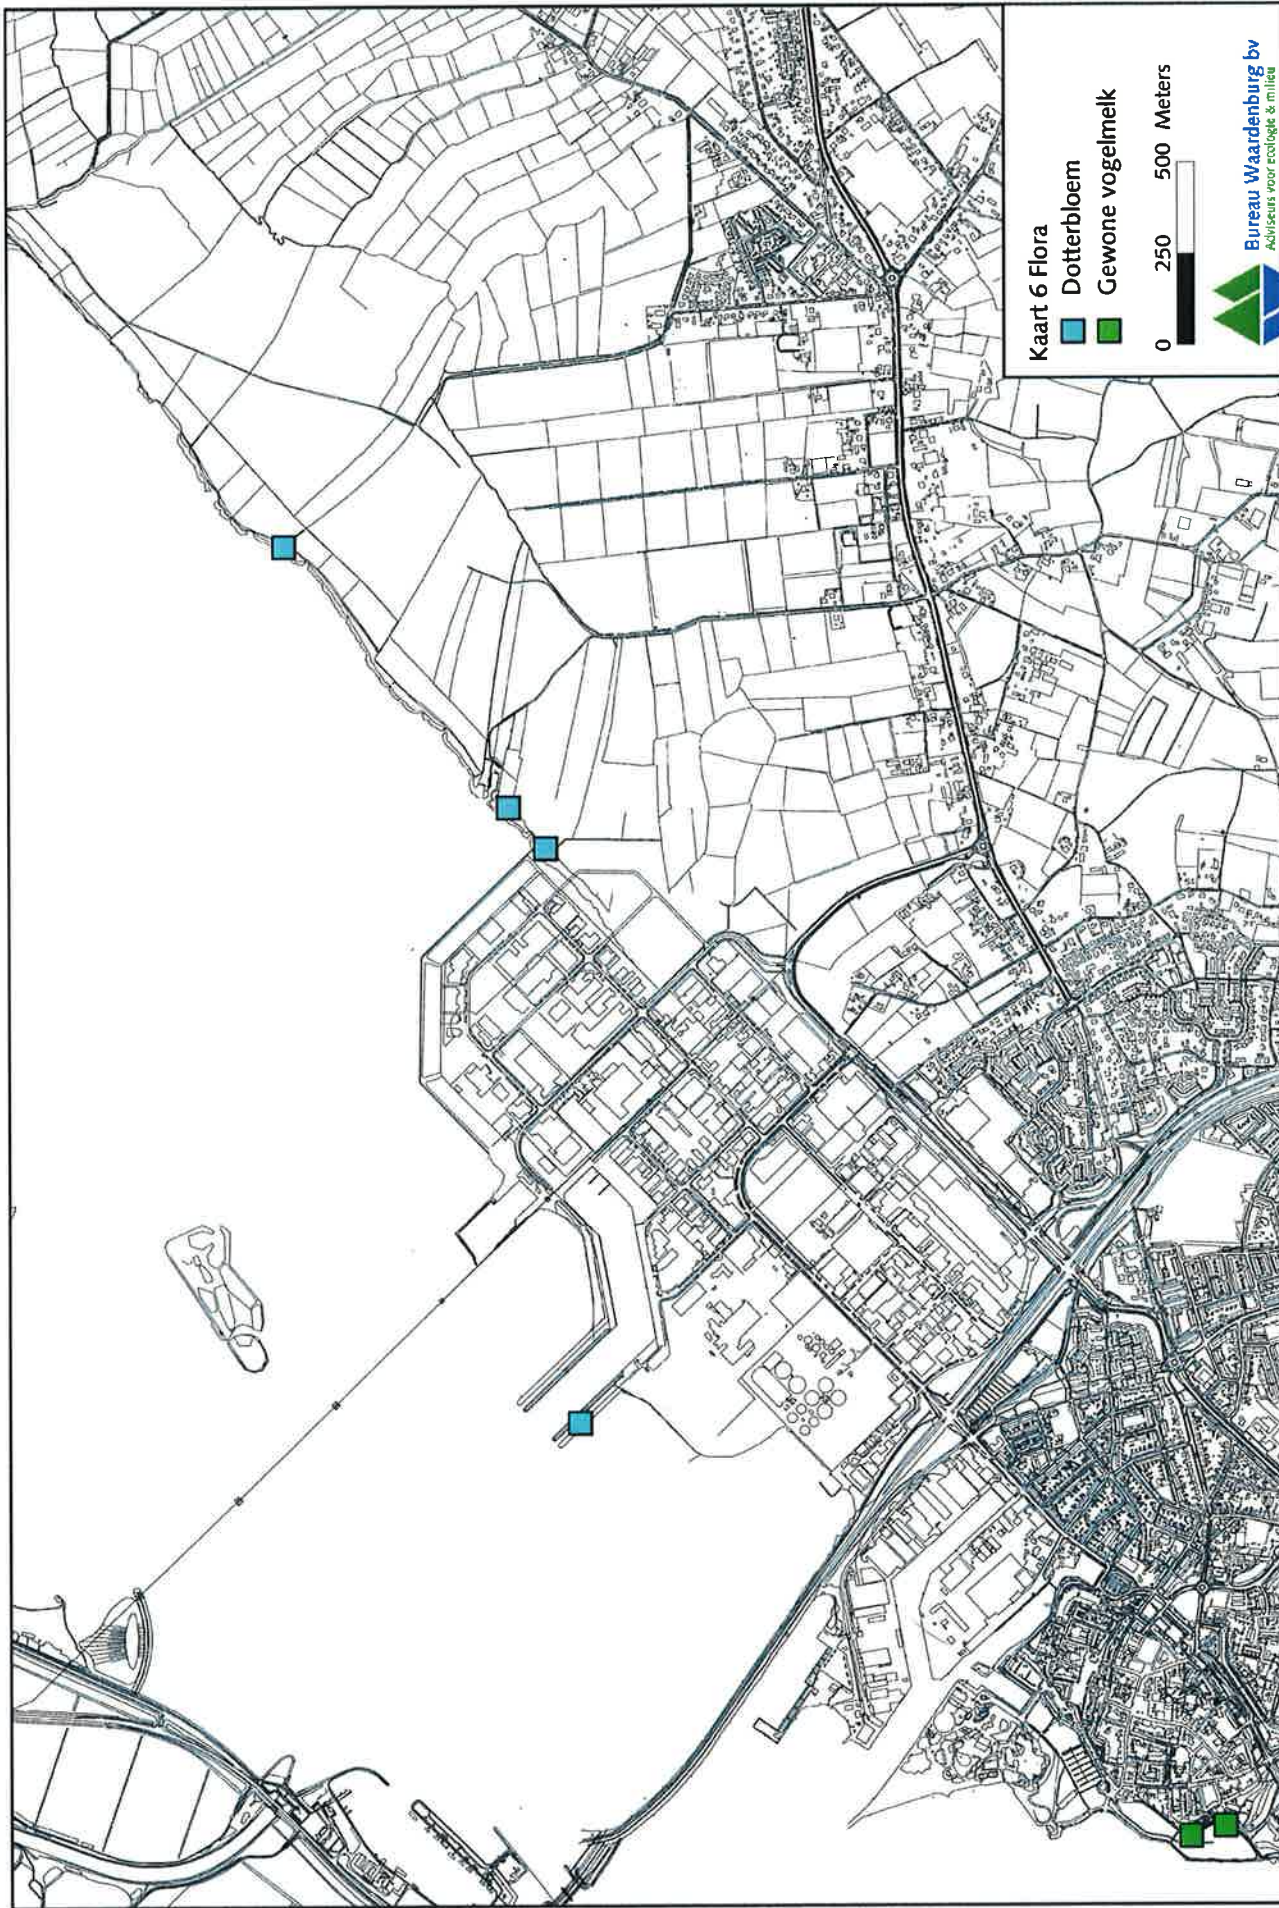 Kaart 6 Flora
Dotterbloem
Gewone vogelmelk
0 250 500 Meters
Bureau Waardenburg bv
Adviseurs voor ecologie & milieu